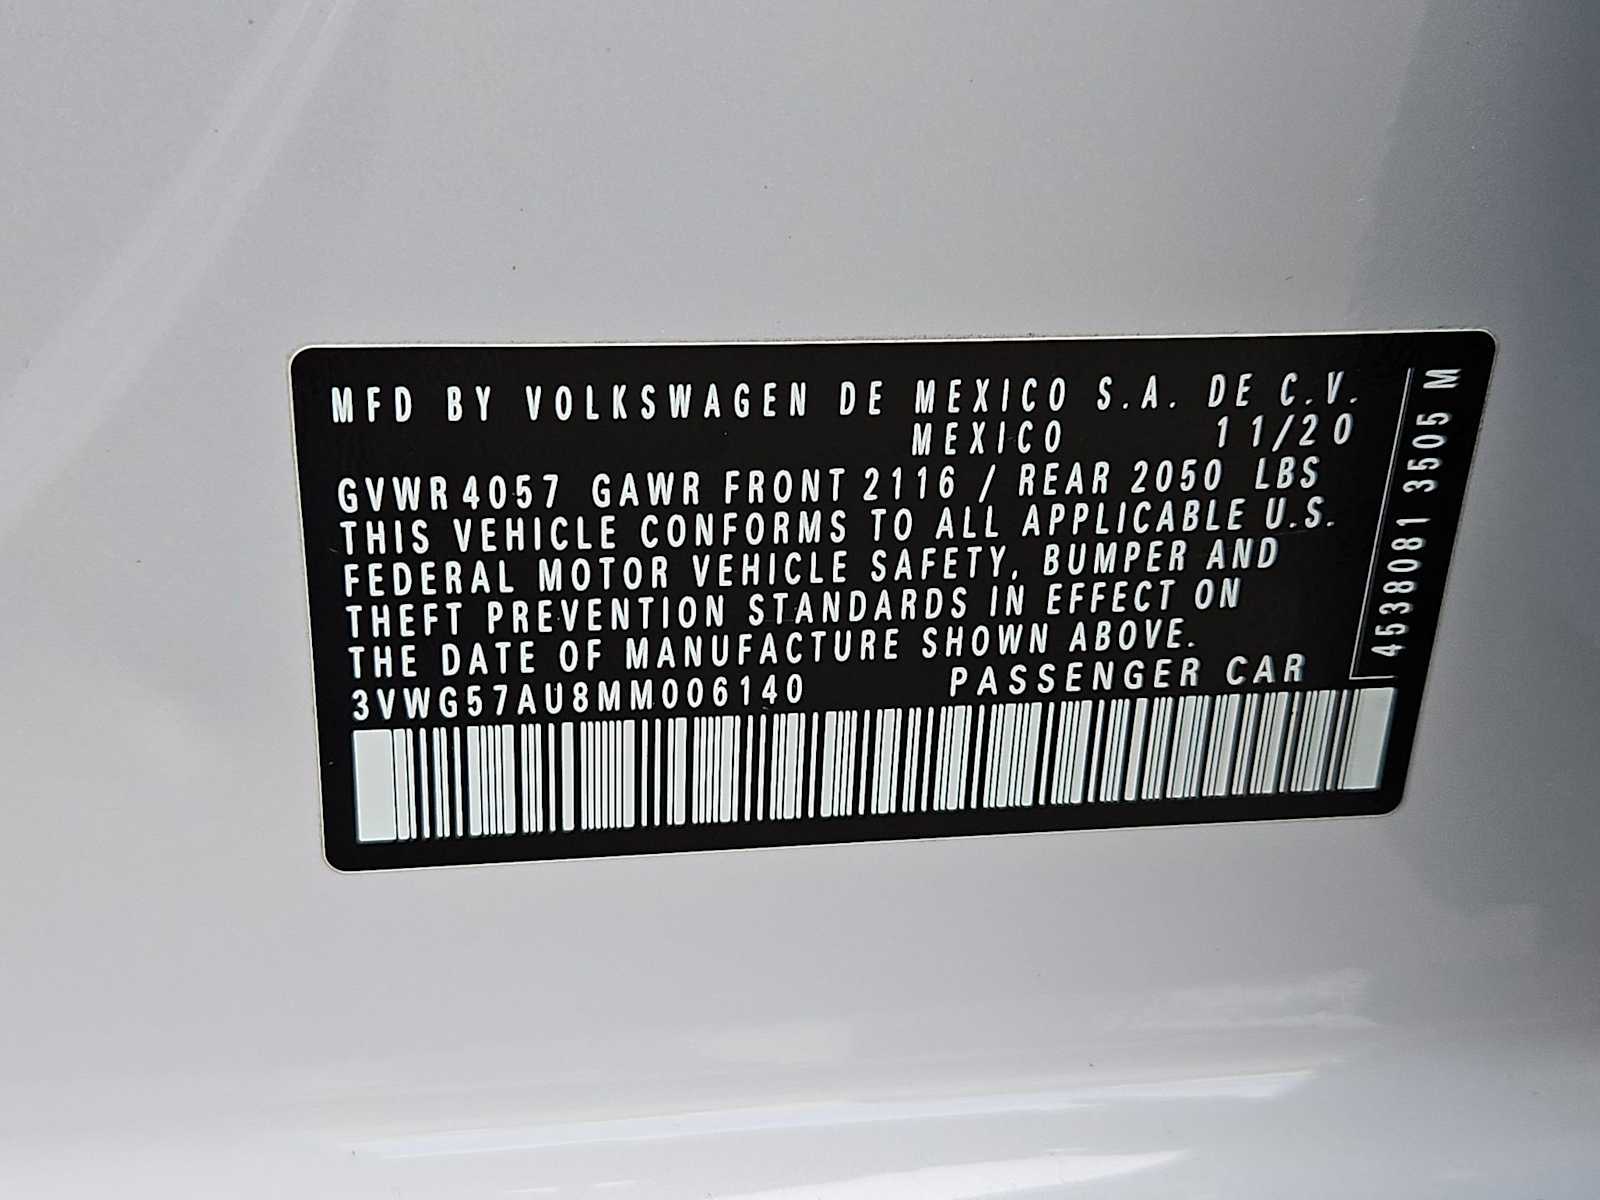 MFD BY VOLKSWAGEN DE MEXICO S.A. DE C.V.
MEXICO 11/20
GVWR 4057 GAWR FRONT 2116 / REAR 2050 LBS
THIS VEHICLE CONFORMS TO ALL APPLICABLE U.S.
FEDERAL MOTOR VEHICLE SAFETY, BUMPER AND
THEFT PREVENTION STANDARDS IN EFFECT ON
THE DATE OF MANUFACTURE SHOWN ABOVE.
3VWG57AU8MM006140 PASSENGER CAR
4538081 3505 M